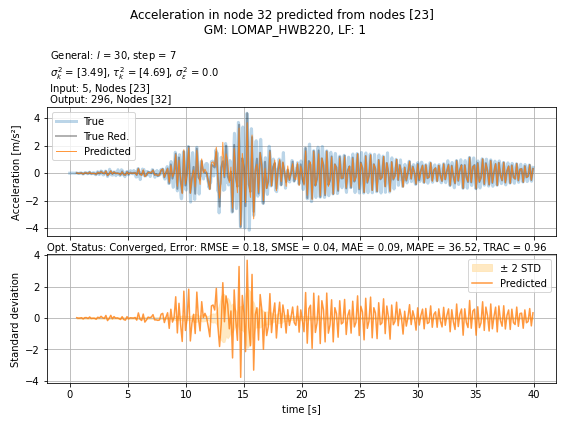 Acceleration in node 32 predicted from nodes [23]
GM: LOMAP_HWB220, LF: 1
General: l = 30, step = 7
σ²ₖ = [3.49], τ²ₖ = [4.69], σ²ε = 0.0
Input: 5, Nodes [23]
Output: 296, Nodes [32]
Acceleration [m/s²]
4
2
0
−2
−4
True
True Red.
Predicted
Opt. Status: Converged, Error: RMSE = 0.18, SMSE = 0.04, MAE = 0.09, MAPE = 36.52, TRAC = 0.96
Standard deviation
4
2
0
−2
−4
± 2 STD
Predicted
0 5 10 15 20 25 30 35 40
time [s]